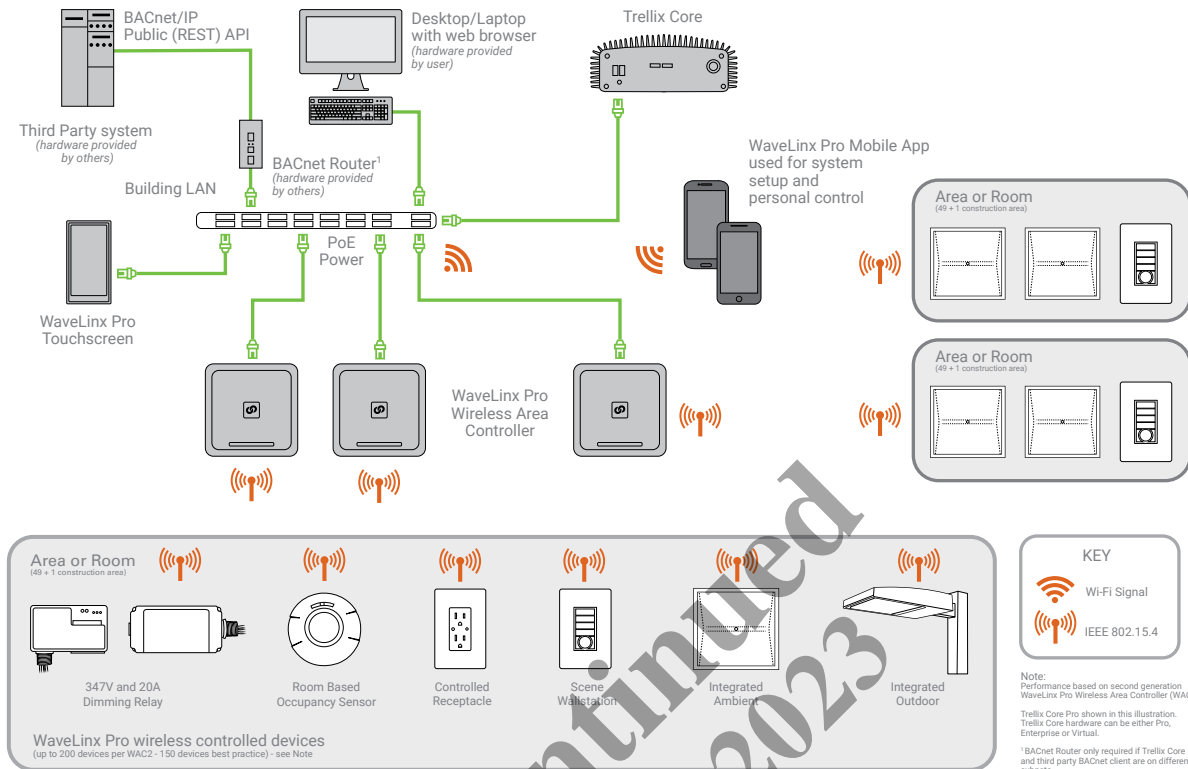 BACnet/IP
Public (REST) API
Desktop/Laptop
with web browser
(hardware provided
by user)
Trellix Core
Third Party system
(hardware provided
by others)
BACnet Router1
(hardware provided
by others)
Building LAN
PoE
Power
WaveLinx Pro
Touchscreen
WaveLinx Pro Mobile App
used for system
setup and
personal control
Area or Room
(49 + 1 construction area)
Area or Room
(49 + 1 construction area)
WaveLinx Pro
Wireless Area
Controller
Area or Room
(49 + 1 construction area)
347V and 20A
Dimming Relay
Room Based
Occupancy Sensor
Controlled
Receptacle
Scene
Wallstation
Integrated
Ambient
Integrated
Outdoor
WaveLinx Pro wireless controlled devices
(up to 200 devices per WAC2 - 150 devices best practice) - see Note
KEY
Wi-Fi Signal
IEEE 802.15.4
Note:
Performance based on second generation
WaveLinx Pro Wireless Area Controller (WAC
Trellix Core Pro shown in this illustration.
Trellix Core hardware can be either Pro,
Enterprise or Virtual.
1 BACnet Router only required if Trellix Core
and third party BACnet client are on different
ntinued
2023